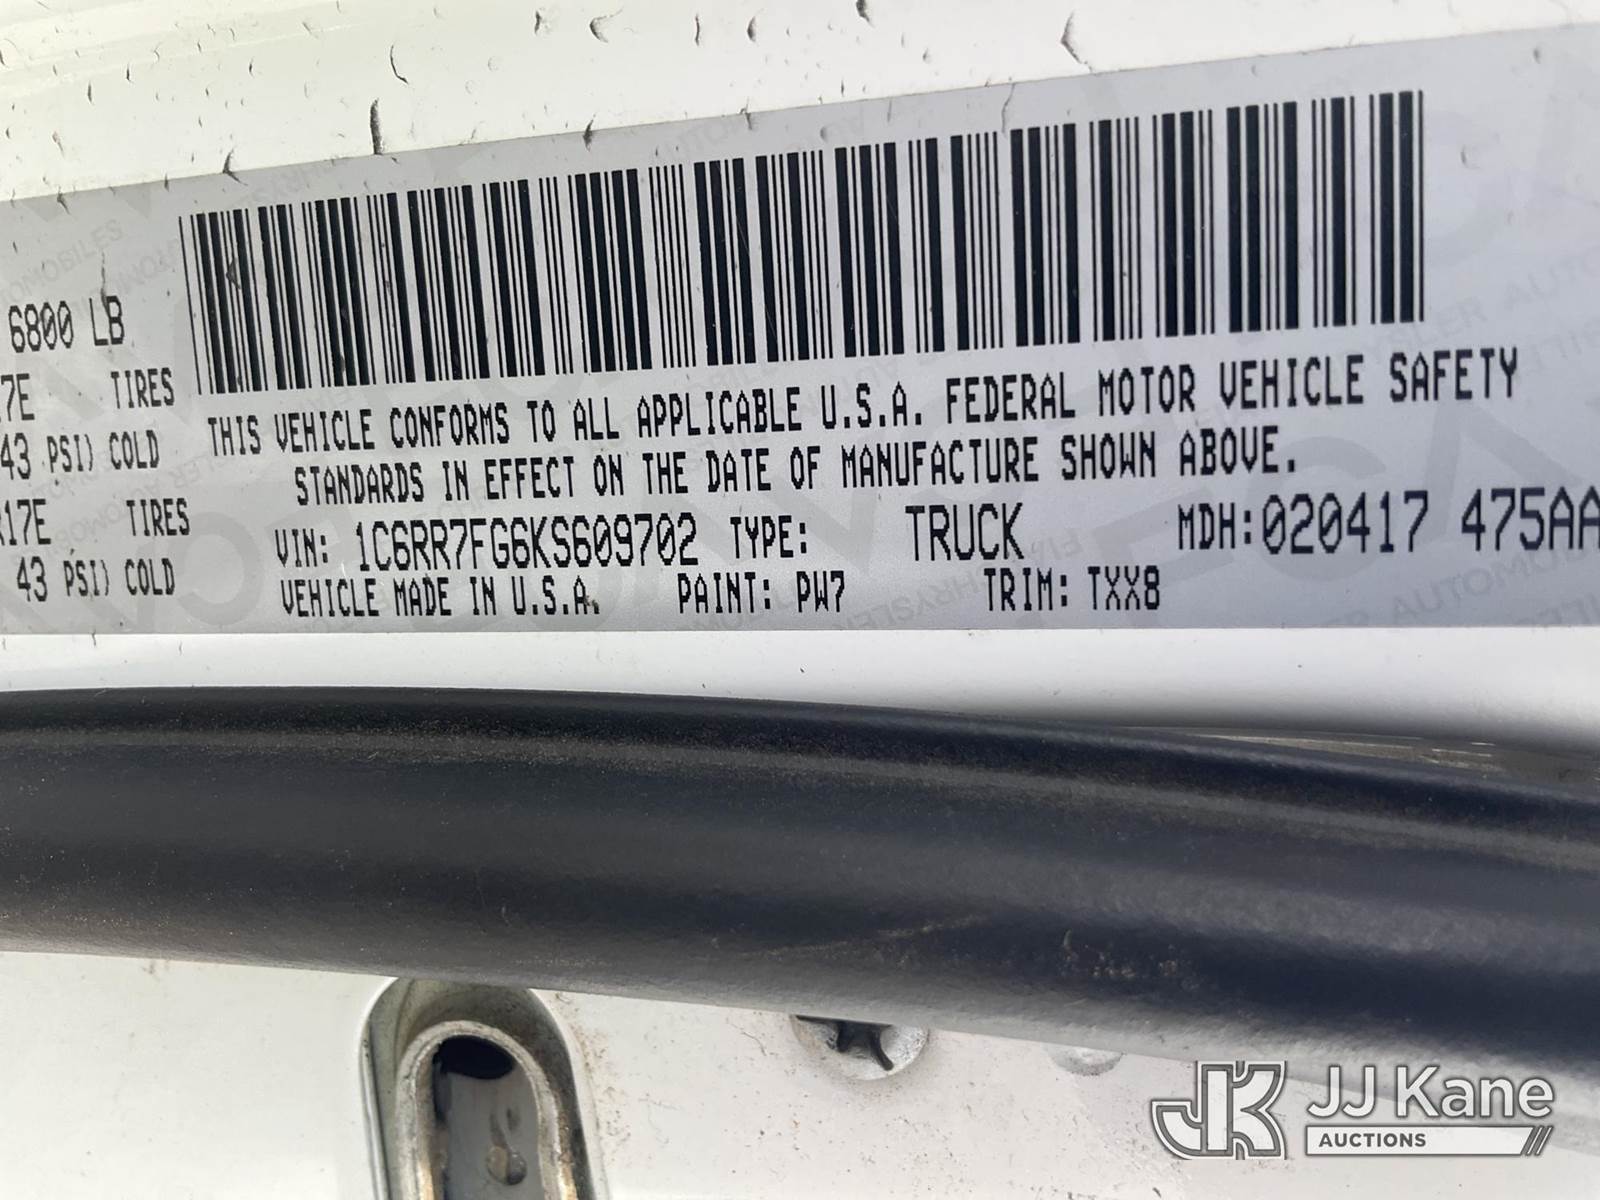 6800 LB
7E TIRES
43 PSI) COLD
17E TIRES
43 PSI) COLD
THIS VEHICLE CONFORMS TO ALL APPLICABLE U.S.A. FEDERAL MOTOR VEHICLE SAFETY
STANDARDS IN EFFECT ON THE DATE OF MANUFACTURE SHOWN ABOVE.
VIN: 1C6RR7FG6KS609702 TYPE: TRUCK MDH:020417 475AA
VEHICLE MADE IN U.S.A. PAINT: PW7 TRIM: TXX8
JK JJ Kane
AUCTIONS